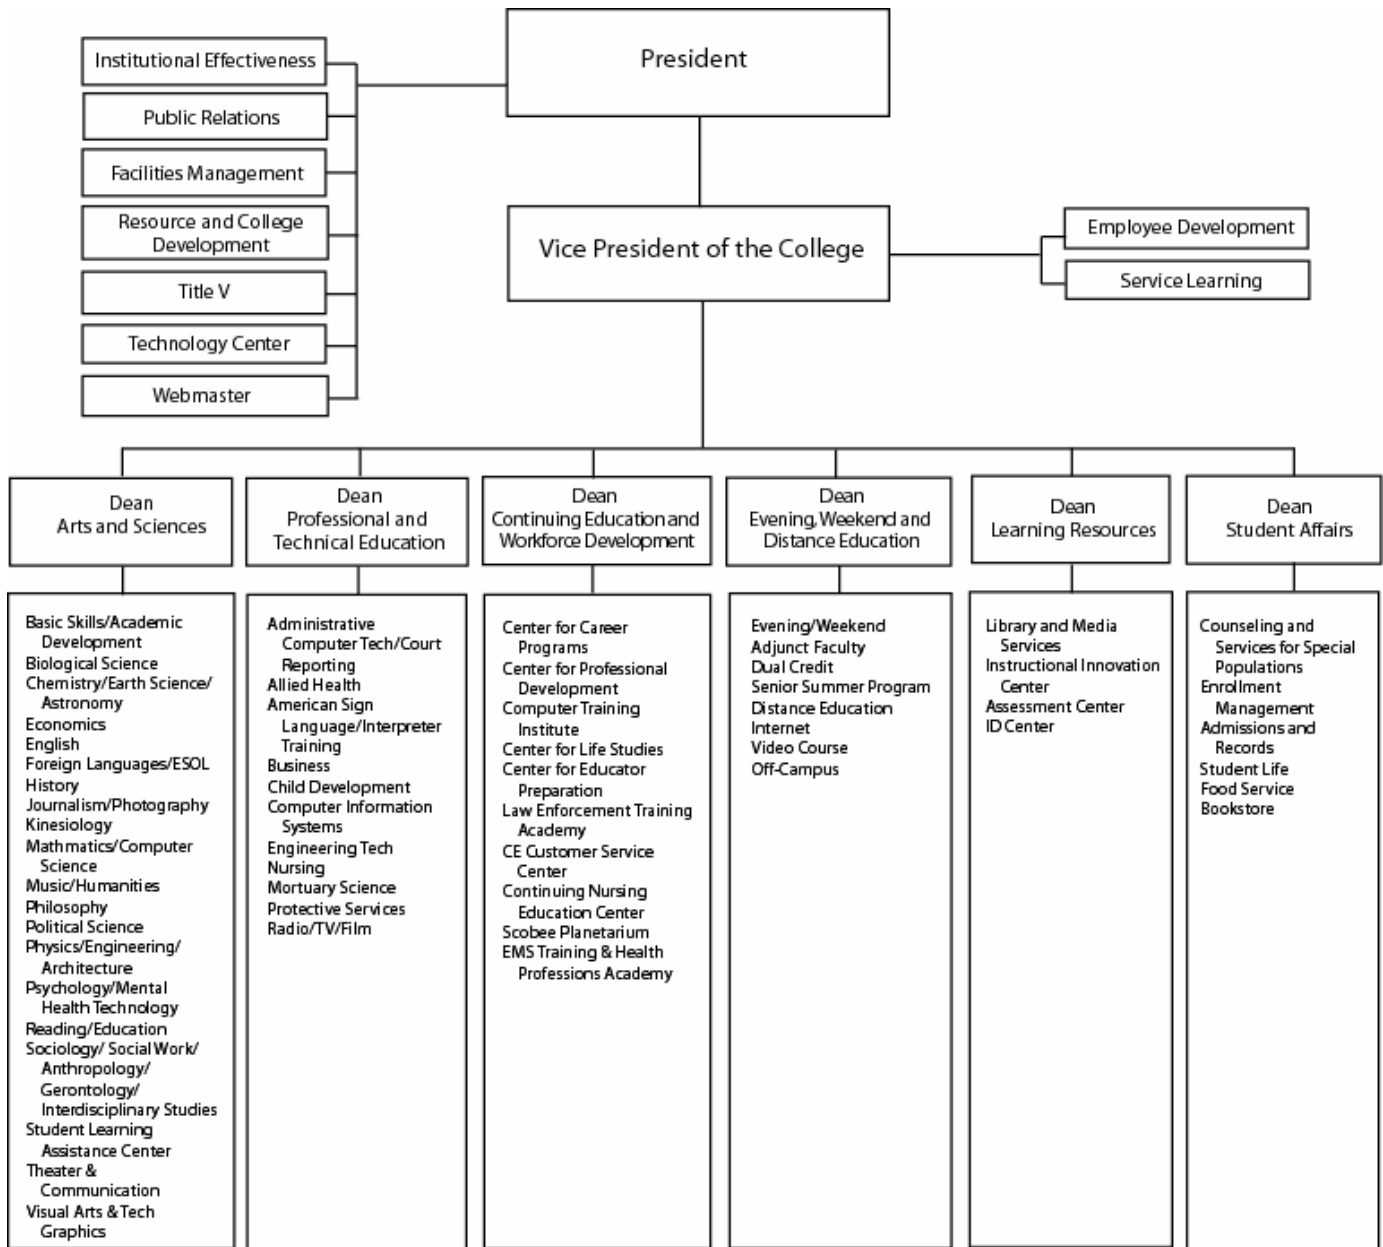 President
Institutional Effectiveness
Public Relations
Facilities Management
Resource and College
Development
Title V
Technology Center
Webmaster
Vice President of the College
Employee Development
Service Learning
Dean
Arts and Sciences
Dean
Professional and
Technical Education
Dean
Continuing Education and
Workforce Development
Dean
Evening, Weekend and
Distance Education
Dean
Learning Resources
Dean
Student Affairs
Basic Skills/Academic
Development
Biological Science
Chemistry/Earth Science/
Astronomy
Economics
English
Foreign Languages/ESOL
History
Journalism/Photography
Kinesiology
Mathmatics/Computer
Science
Music/Humanities
Philosophy
Political Science
Physics/Engineering/
Architecture
Psychology/Mental
Health Technology
Reading/Education
Sociology/ Social Work/
Anthropology/
Gerontology/
Interdisciplinary Studies
Student Learning
Assistance Center
Theater &
Communication
Visual Arts & Tech
Graphics
Administrative
Computer Tech/Court
Reporting
Allied Health
American Sign
Language/Interpreter
Training
Business
Child Development
Computer Information
Systems
Engineering Tech
Nursing
Mortuary Science
Protective Services
Radio/TV/Film
Center for Career
Programs
Center for Professional
Development
Computer Training
Institute
Center for Life Studies
Center for Educator
Preparation
Law Enforcement Training
Academy
CE Customer Service
Center
Continuing Nursing
Education Center
Scobee Planetarium
EMS Training & Health
Professions Academy
Evening/Weekend
Adjunct Faculty
Dual Credit
Senior Summer Program
Distance Education
Internet
Video Course
Off-Campus
Library and Media
Services
Instructional Innovation
Center
Assessment Center
ID Center
Counseling and
Services for Special
Populations
Enrollment
Management
Admissions and
Records
Student Life
Food Service
Bookstore